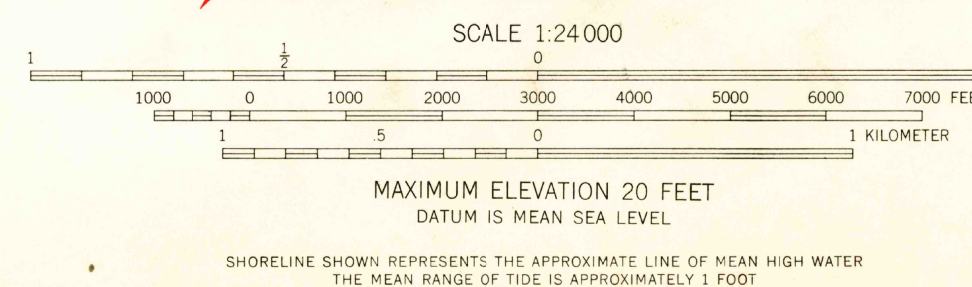 SCALE 1:24 000
1 1/2 0
1000 0 1000 2000 3000 4000 5000 6000 7000
1 .5 0 1 KILOMETER
MAXIMUM ELEVATION 20 FEET
DATUM IS MEAN SEA LEVEL
SHORELINE SHOWN REPRESENTS THE APPROXIMATE LINE OF MEAN HIGH WATER
THE MEAN RANGE OF TIDE IS APPROXIMATELY 1 FOOT